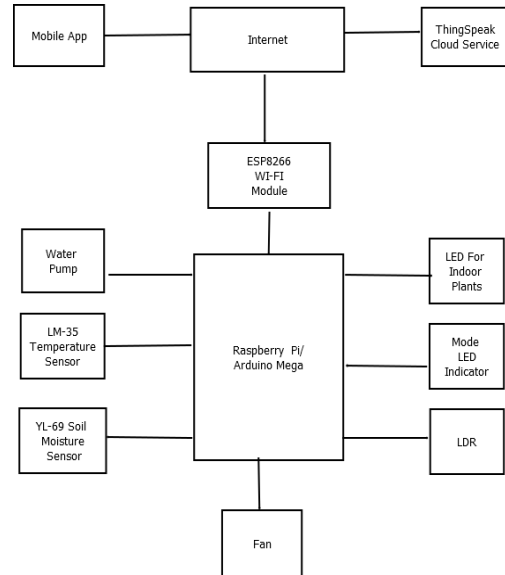 Mobile App
Internet
ThingSpeak
Cloud Service
ESP8266
WI-FI
Module
Water
Pump
LED For
Indoor
Plants
LM-35
Temperature
Sensor
Raspberry Pi/
Arduino Mega
Mode
LED
Indicator
YL-69 Soil
Moisture
Sensor
LDR
Fan